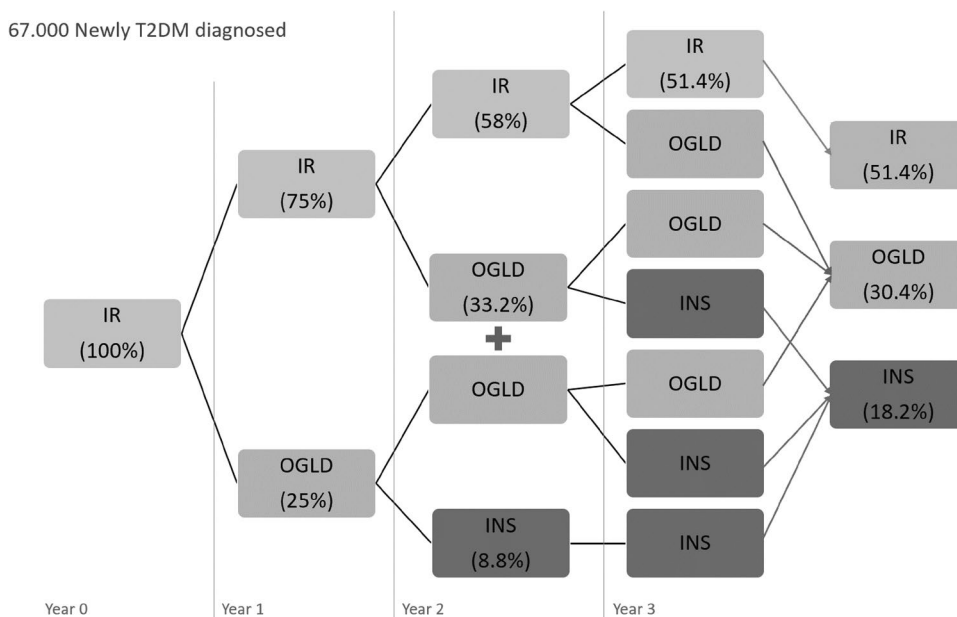 67.000 Newly T2DM diagnosed
IR
(100%)
IR
(75%)
OGLD
(25%)
IR
(58%)
OGLD
(33.2%)
OGLD
INS
(8.8%)
IR
(51.4%)
OGLD
OGLD
INS
OGLD
INS
INS
IR
(51.4%)
OGLD
(30.4%)
INS
(18.2%)
Year 0
Year 1
Year 2
Year 3